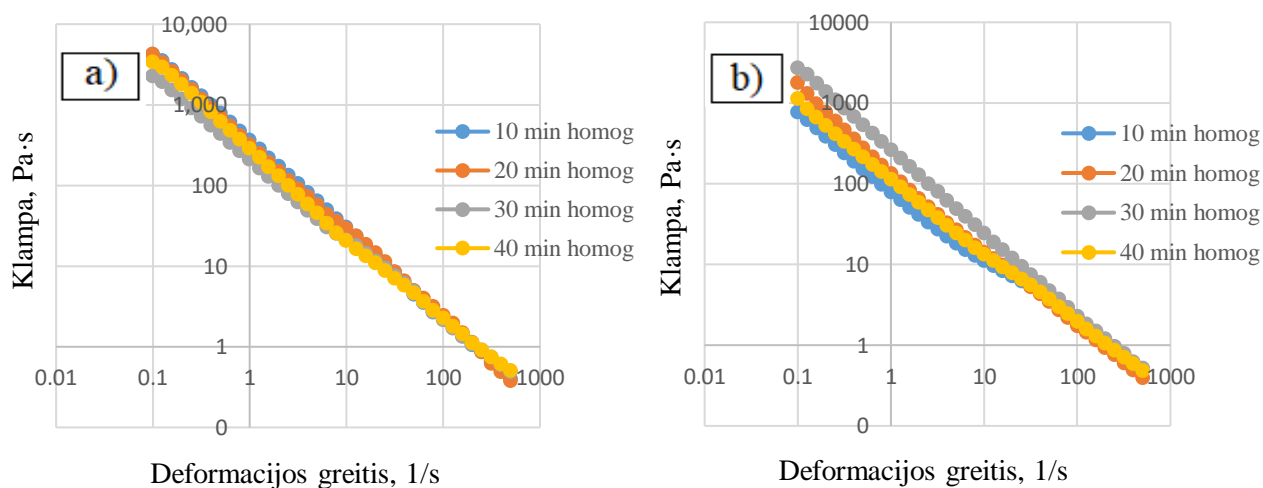 a)
Klampa, Pa·s
10,000
1,000
100
10
1
0
0.01 0.1 1 10 100 1000
10 min homog
20 min homog
30 min homog
40 min homog
Deformacijos greitis, 1/s
b)
Klampa, Pa·s
10000
1000
100
10
1
0
0.01 0.1 1 10 100 1000
10 min homog
20 min homog
30 min homog
40 min homog
Deformacijos greitis, 1/s